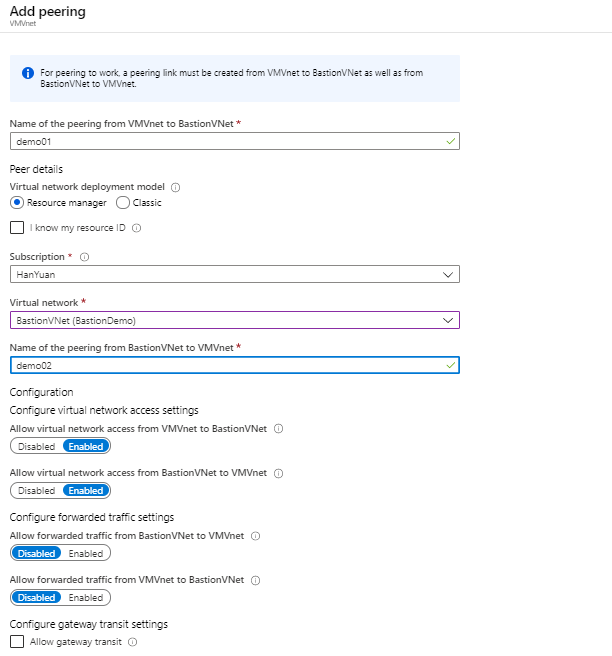 Add peering
VMVnet
For peering to work, a peering link must be created from VMVnet to BastionVNet as well as from
BastionVNet to VMVnet.
Name of the peering from VMVnet to BastionVNet *
demo01
Peer details
Virtual network deployment model
Resource manager Classic
I know my resource ID
Subscription *
HanYuan
Virtual network *
BastionVNet (BastionDemo)
Name of the peering from BastionVNet to VMVnet *
demo02
Configuration
Configure virtual network access settings
Allow virtual network access from VMVnet to BastionVNet
Disabled Enabled
Allow virtual network access from BastionVNet to VMVnet
Disabled Enabled
Configure forwarded traffic settings
Allow forwarded traffic from BastionVNet to VMVnet
Disabled Enabled
Allow forwarded traffic from VMVnet to BastionVNet
Disabled Enabled
Configure gateway transit settings
Allow gateway transit